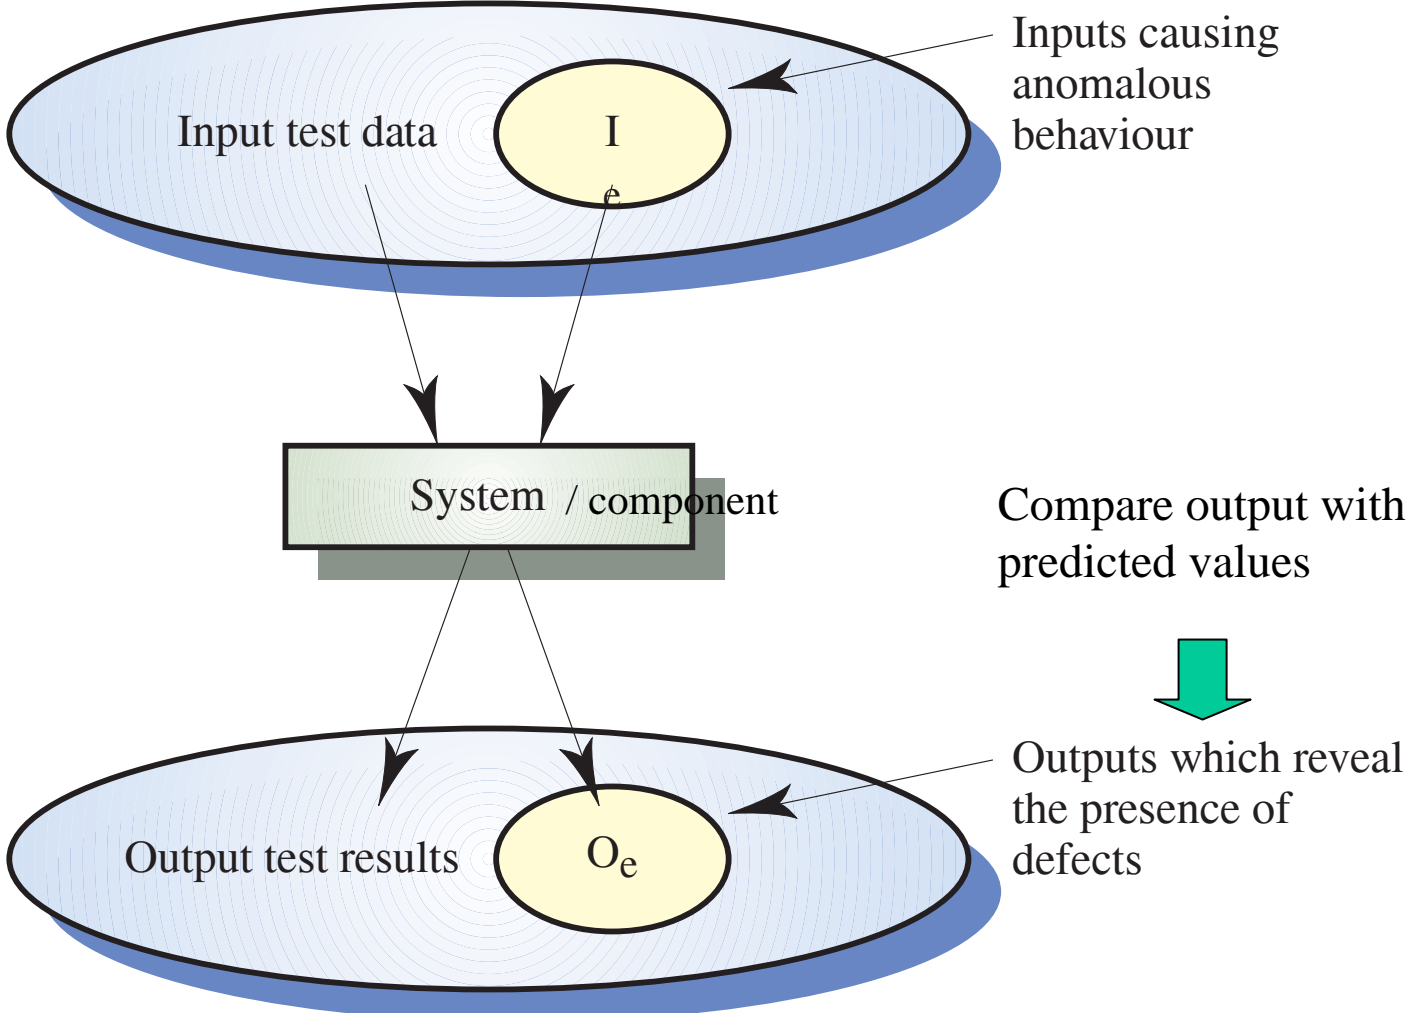 Inputs causing
anomalous
behaviour
Input test data
I
e
System / component
Compare output with
predicted values
Outputs which reveal
the presence of
defects
Output test results
Oe